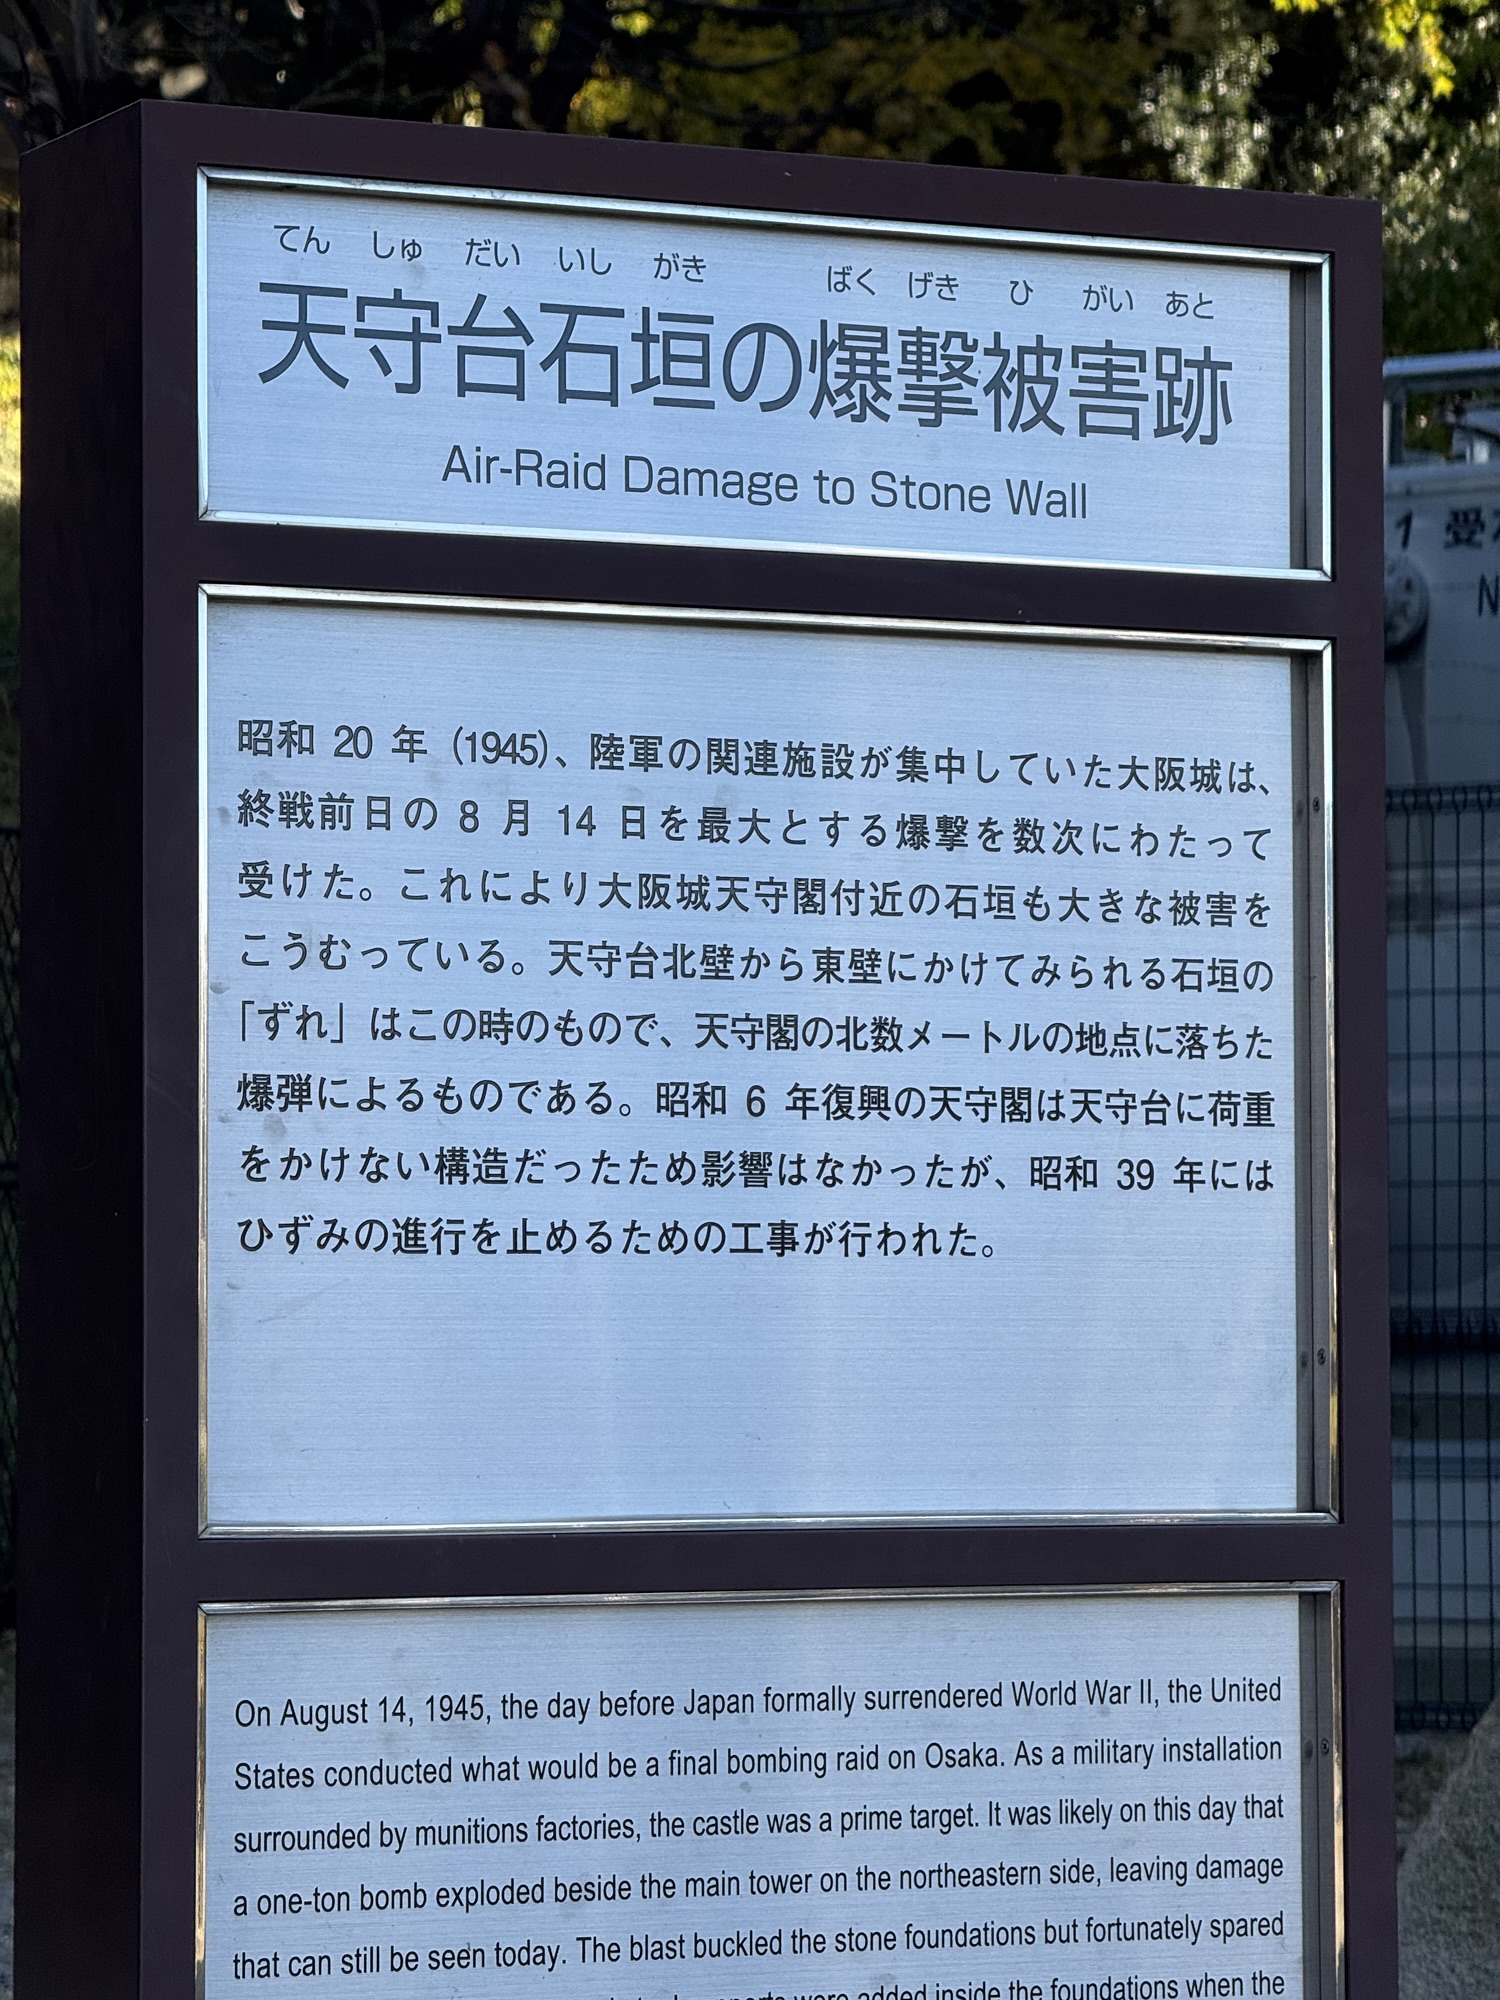 てん しゅ だい いし がき ばく げき ひ がい あと
天守台石垣の爆撃被害跡
Air-Raid Damage to Stone Wall
昭和 20 年（1945）、陸軍の関連施設が集中していた大阪城は、
終戦前日の 8 月 14 日を最大とする爆撃を数次にわたって
受けた。これにより大阪城天守閣付近の石垣も大きな被害を
こうむっている。天守台北壁から東壁にかけてみられる石垣の
「ずれ」はこの時のもので、天守閣の北数メートルの地点に落ちた
爆弾によるものである。昭和 6 年復興の天守閣は天守台に荷重
をかけない構造だったため影響はなかったが、昭和 39 年には
ひずみの進行を止めるための工事が行われた。
On August 14, 1945, the day before Japan formally surrendered World War II, the United
States conducted what would be a final bombing raid on Osaka. As a military installation
surrounded by munitions factories, the castle was a prime target. It was likely on this day that
a one-ton bomb exploded beside the main tower on the northeastern side, leaving damage
that can still be seen today. The blast buckled the stone foundations but fortunately spared
were added inside the foundations when the
1 受
N